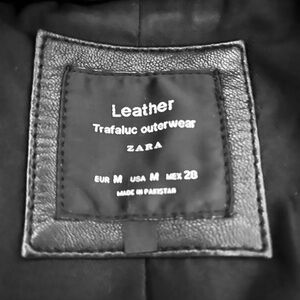 Leather
Trafaluc outerwear
ZARA
EUR M USA M MEX 28
MADE IN PAKISTAN